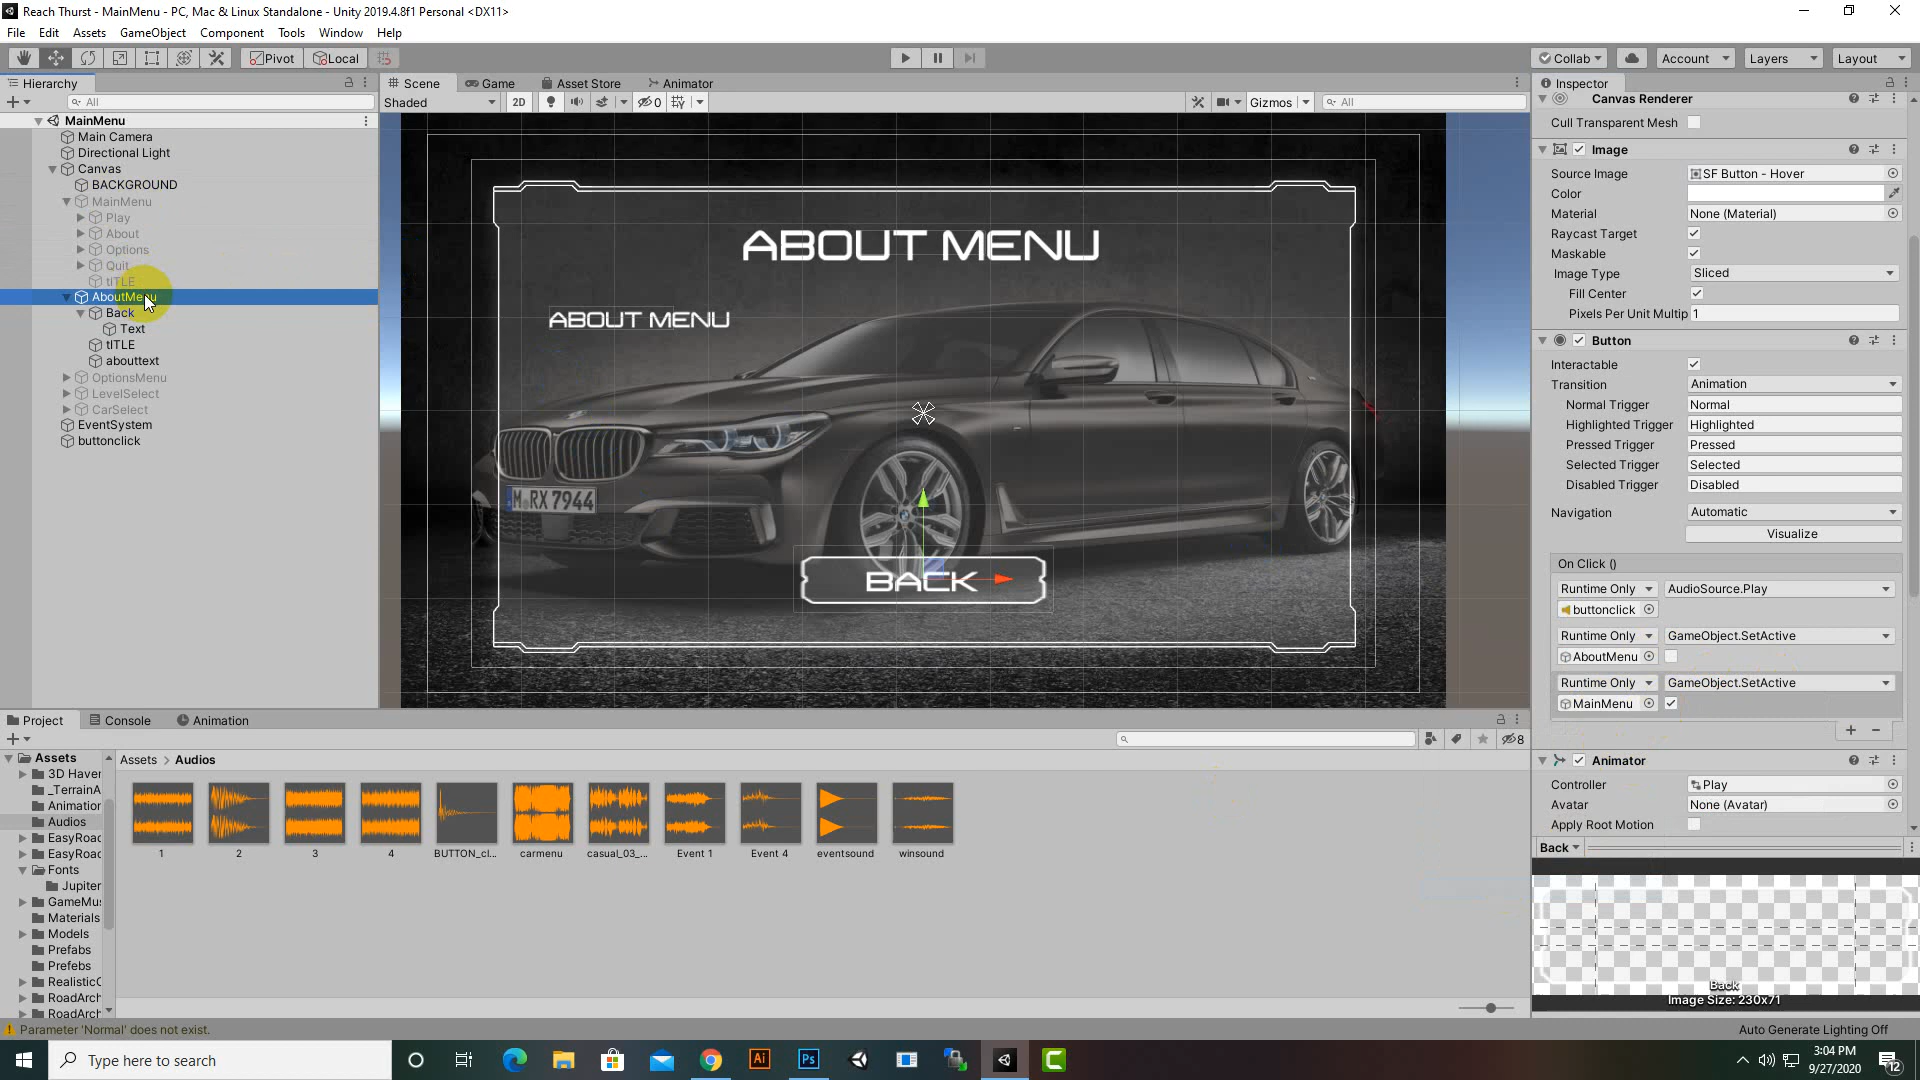 Reach Thurst - MainMenu - PC, Mac & Linux Standalone - Unity 2019.4.8f1 Personal <DX11>
File Edit Assets GameObject Component Tools Window Help
Pivot Local Collab Account Layers Layout
Hierarchy
All
MainMenu
Main Camera
Directional Light
Canvas
BACKGROUND
MainMenu
Play
About
Options
Quit
tITLE
AboutMenu
Back
Text
tITLE
abouttext
OptionsMenu
LevelSelect
CarSelect
EventSystem
buttonclick
Scene Game Asset Store Animator
Shaded 2D 0 Gizmos All
ABOUT MENU
ABOUT MENU
M RX 7944
BACK
Inspector
Canvas Renderer
Cull Transparent Mesh
Image
Source Image SF Button - Hover
Color
Material None (Material)
Raycast Target
Maskable
Image Type Sliced
Fill Center
Pixels Per Unit Multip 1
Button
Interactable
Transition Animation
Normal Trigger Normal
Highlighted Trigger Highlighted
Pressed Trigger Pressed
Selected Trigger Selected
Disabled Trigger Disabled
Navigation Automatic
Visualize
On Click ()
Runtime Only AudioSource.Play
buttonclick
Runtime Only GameObject.SetActive
AboutMenu
Runtime Only GameObject.SetActive
MainMenu
Animator
Controller Play
Avatar None (Avatar)
Apply Root Motion
Back
Back
Image Size: 230x71
Project Console Animation
8
Assets
3D Haven
_TerrainA
Animation
Audios
EasyRoad
EasyRoad
Fonts
Jupiter
GameMus
Materials
Models
Prefabs
Prefebs
RealisticC
RoadArch
RoadArch
Assets > Audios
1 2 3 4 BUTTON_cl... carmenu casual_03_... Event 1 Event 4 eventsound winsound
Parameter 'Normal' does not exist.
Auto Generate Lighting Off
Type here to search
Ai Ps
3:04 PM
9/27/2020
12